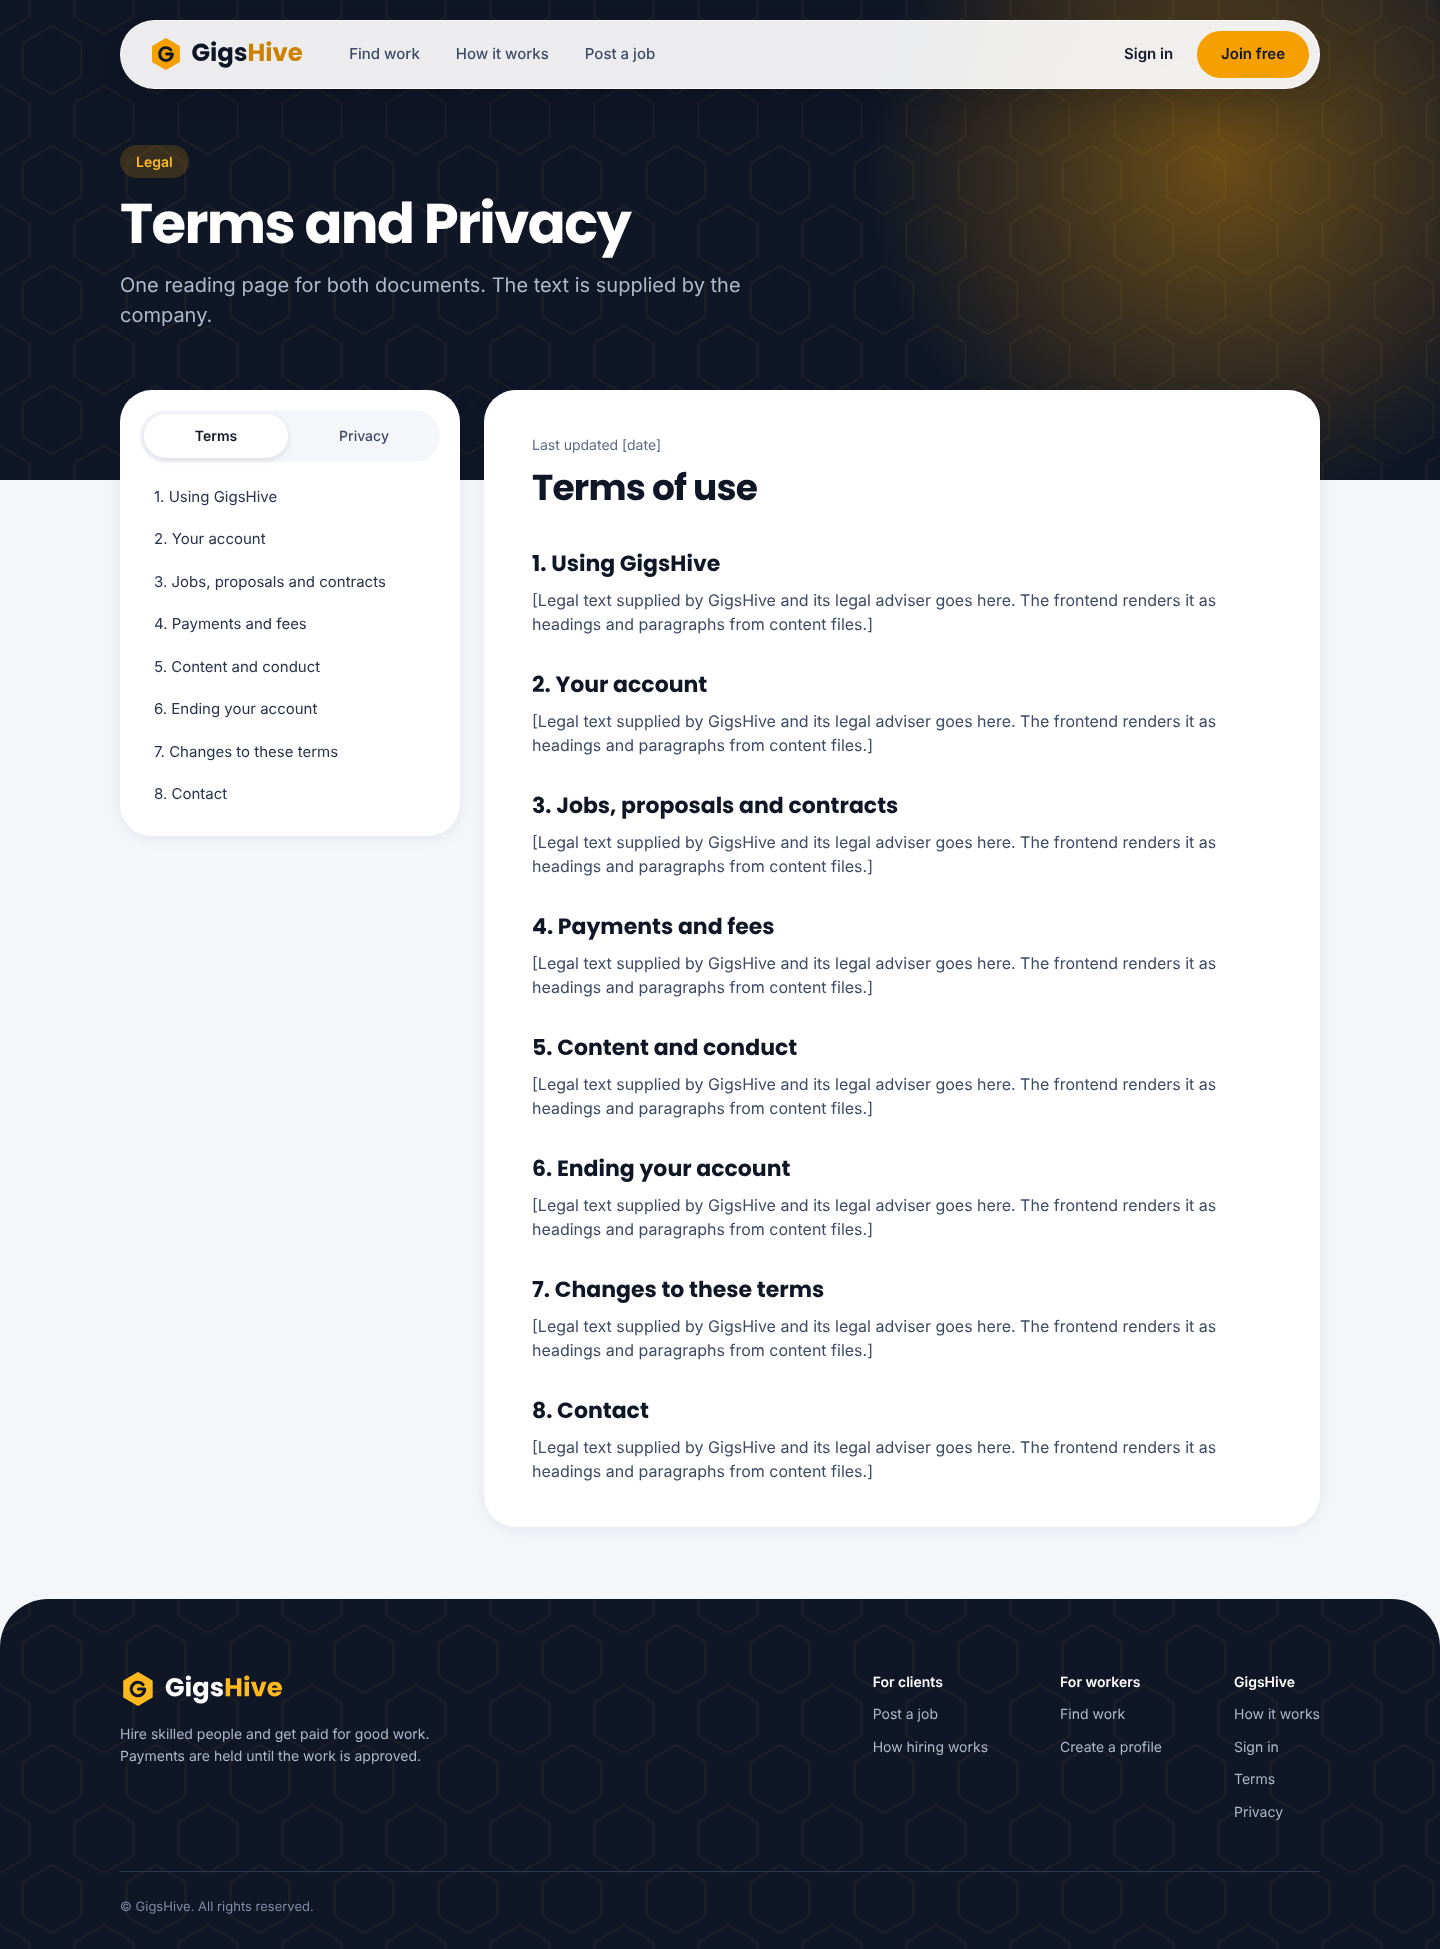 GigsHive
Find work
How it works
Post a job
Sign in
Join free
Legal
Terms and Privacy
One reading page for both documents. The text is supplied by the
company.
Terms
Privacy
1. Using GigsHive
2. Your account
3. Jobs, proposals and contracts
4. Payments and fees
5. Content and conduct
6. Ending your account
7. Changes to these terms
8. Contact
Last updated [date]
Terms of use
1. Using GigsHive
[Legal text supplied by GigsHive and its legal adviser goes here. The frontend renders it as
headings and paragraphs from content files.]
2. Your account
[Legal text supplied by GigsHive and its legal adviser goes here. The frontend renders it as
headings and paragraphs from content files.]
3. Jobs, proposals and contracts
[Legal text supplied by GigsHive and its legal adviser goes here. The frontend renders it as
headings and paragraphs from content files.]
4. Payments and fees
[Legal text supplied by GigsHive and its legal adviser goes here. The frontend renders it as
headings and paragraphs from content files.]
5. Content and conduct
[Legal text supplied by GigsHive and its legal adviser goes here. The frontend renders it as
headings and paragraphs from content files.]
6. Ending your account
[Legal text supplied by GigsHive and its legal adviser goes here. The frontend renders it as
headings and paragraphs from content files.]
7. Changes to these terms
[Legal text supplied by GigsHive and its legal adviser goes here. The frontend renders it as
headings and paragraphs from content files.]
8. Contact
[Legal text supplied by GigsHive and its legal adviser goes here. The frontend renders it as
headings and paragraphs from content files.]
GigsHive
Hire skilled people and get paid for good work.
Payments are held until the work is approved.
For clients
Post a job
How hiring works
For workers
Find work
Create a profile
GigsHive
How it works
Sign in
Terms
Privacy
© GigsHive. All rights reserved.